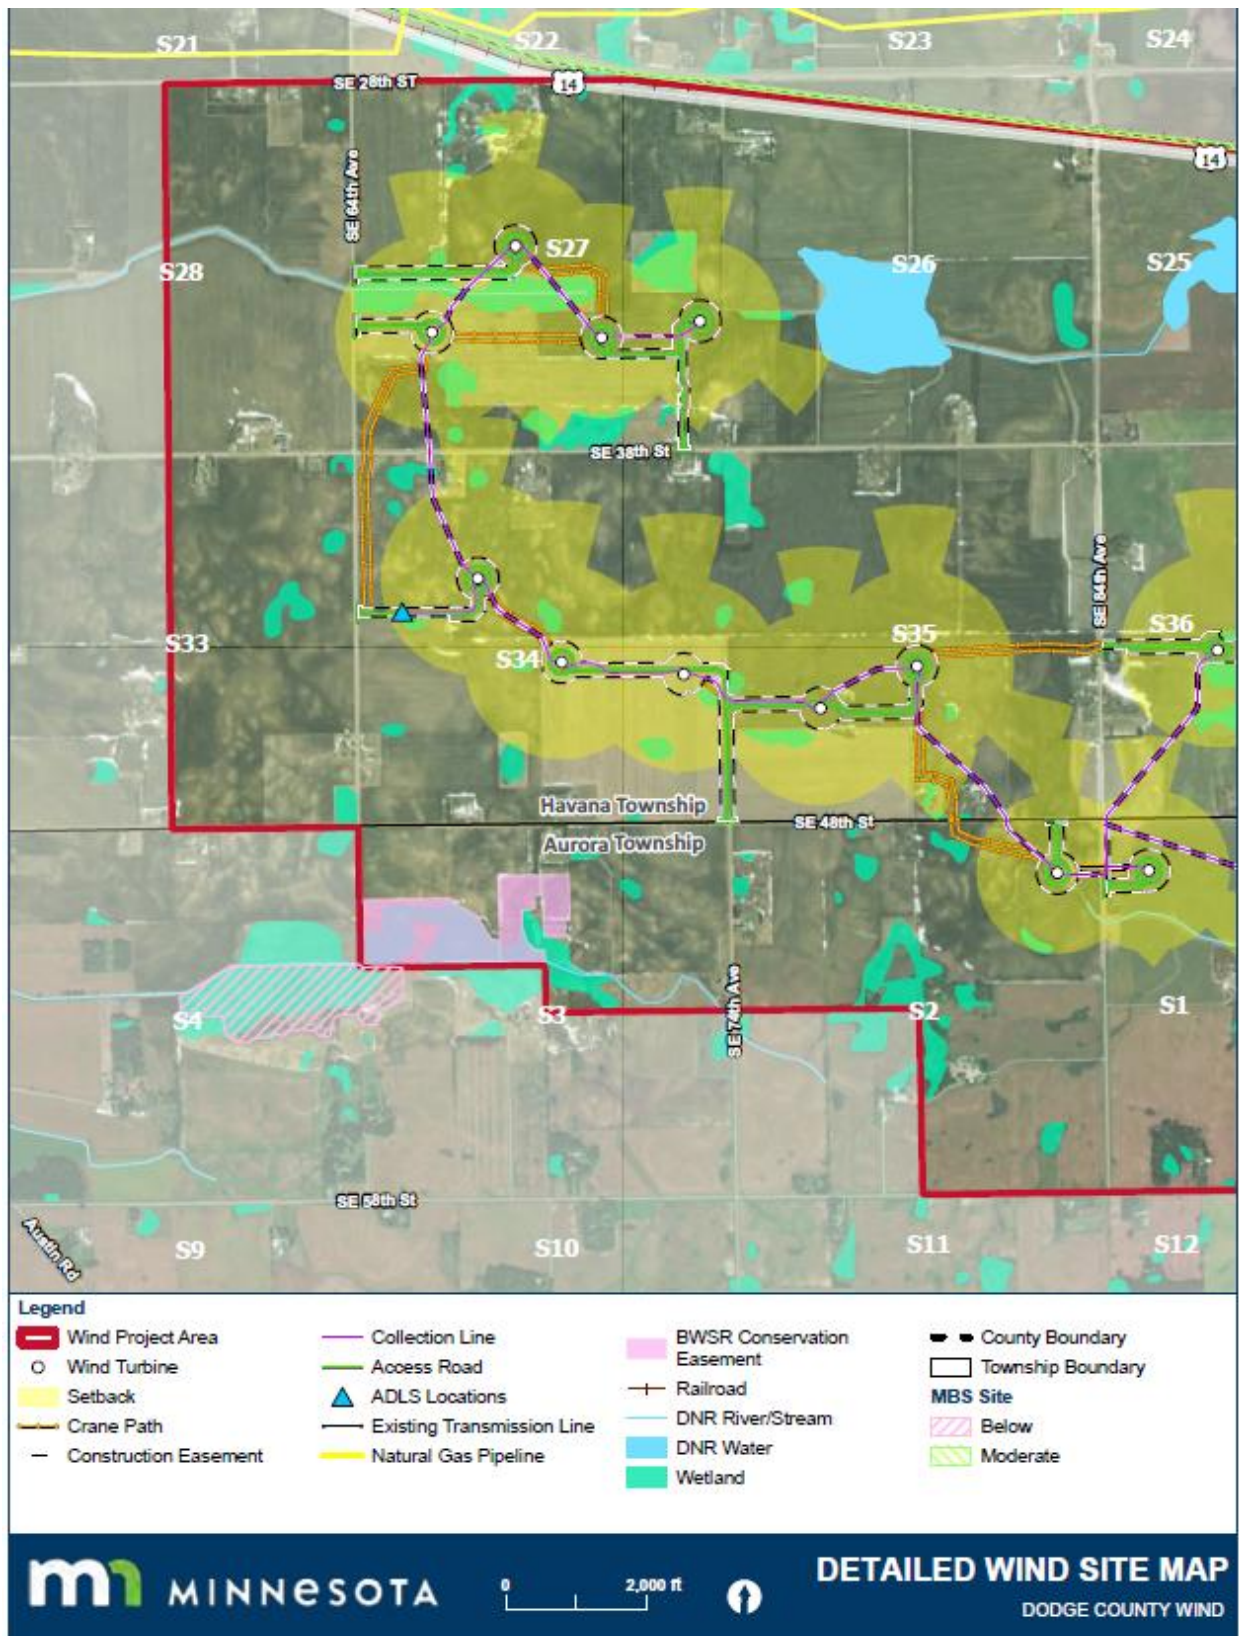 S21
S22
S23
S24
SE 28th ST
14
14
SE 64th Ave
S28
S27
S26
S25
SE 38th St
SE 84th Ave
S33
S34
S35
S36
Havana Township
SE 48th St
Aurora Township
SE 74th Ave
S4
S3
S2
S1
SE 58th St
Austin Rd
S9
S10
S11
S12
Legend
Wind Project Area
Wind Turbine
Setback
Crane Path
Construction Easement
Collection Line
Access Road
ADLS Locations
Existing Transmission Line
Natural Gas Pipeline
BWSR Conservation
Easement
Railroad
DNR River/Stream
DNR Water
Wetland
County Boundary
Township Boundary
MBS Site
Below
Moderate
mn MINNESOTA
0 2,000 ft
DETAILED WIND SITE MAP
DODGE COUNTY WIND